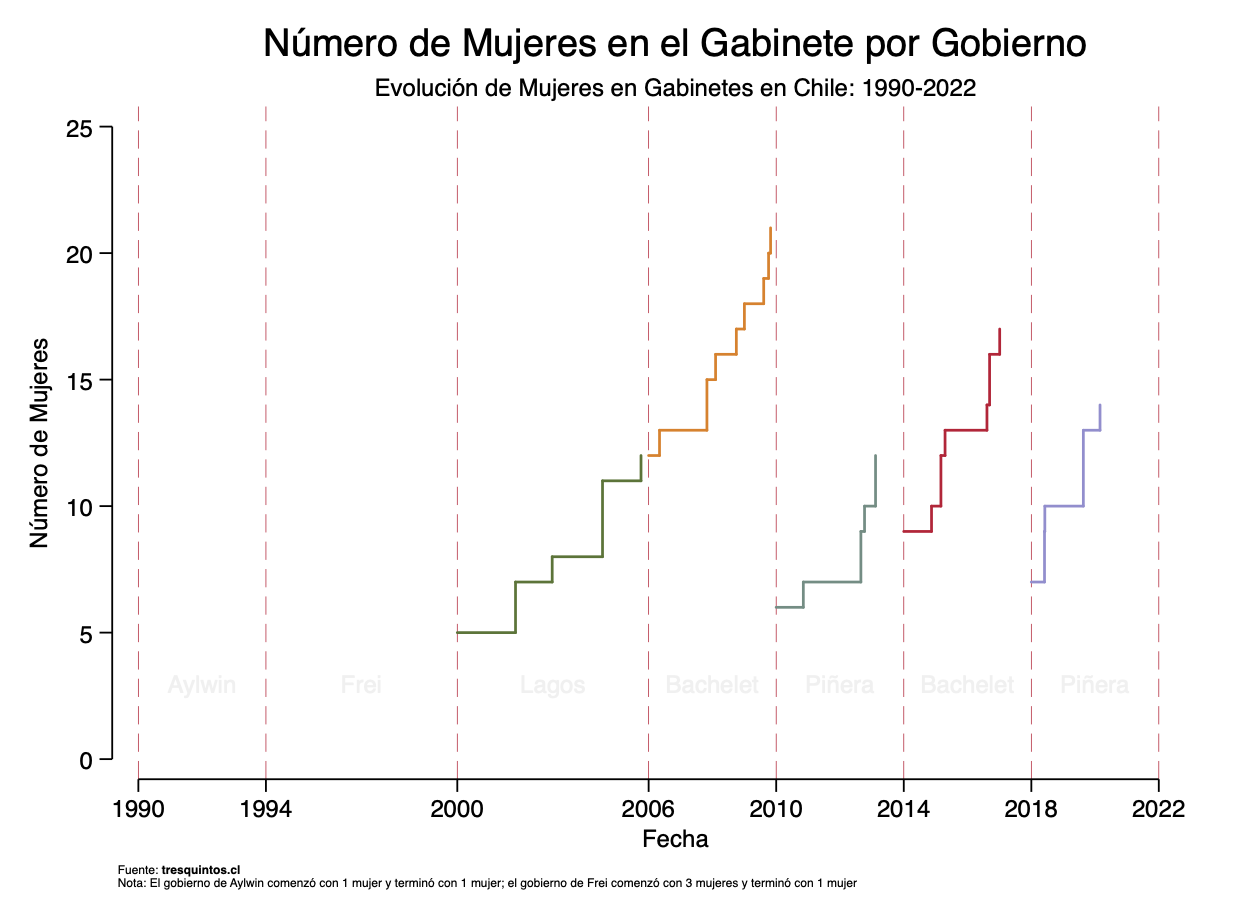 Número de Mujeres en el Gabinete por Gobierno
Evolución de Mujeres en Gabinetes en Chile: 1990-2022
25
20
15
10
5
0
Número de Mujeres
Aylwin Frei Lagos Bachelet Piñera Bachelet Piñera
1990 1994 2000 2006 2010 2014 2018 2022
Fecha
Fuente: tresquintos.cl
Nota: El gobierno de Aylwin comenzó con 1 mujer y terminó con 1 mujer; el gobierno de Frei comenzó con 3 mujeres y terminó con 1 mujer